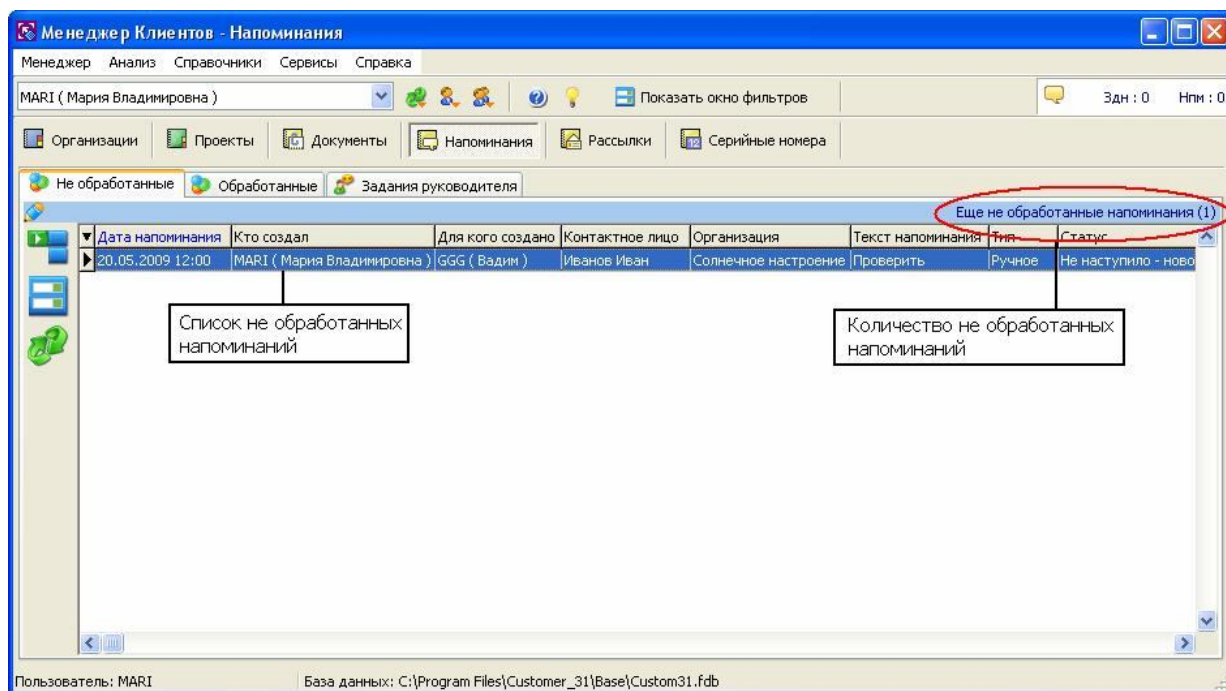 Менеджер Клиентов - Напоминания
Менеджер Анализ Справочники Сервисы Справка
MARI ( Мария Владимировна ) Показать окно фильтров Здн : 0 Нпм : 0
Организации Проекты Документы Напоминания Рассылки 12 Серийные номера
Не обработанные Обработанные Задания руководителя
Еще не обработанные напоминания (1)
Дата напоминания Кто создал Для кого создано Контактное лицо Организация Текст напоминания Тип Статус
20.05.2009 12:00 MARI ( Мария Владимировна ) GGG ( Вадим ) Иванов Иван Солнечное настроение Проверить Ручное Не наступило - ново
Список не обработанных
напоминаний
Количество не обработанных
напоминаний
Пользователь: MARI База данных: C:\Program Files\Customer_31\Base\Custom31.fdb